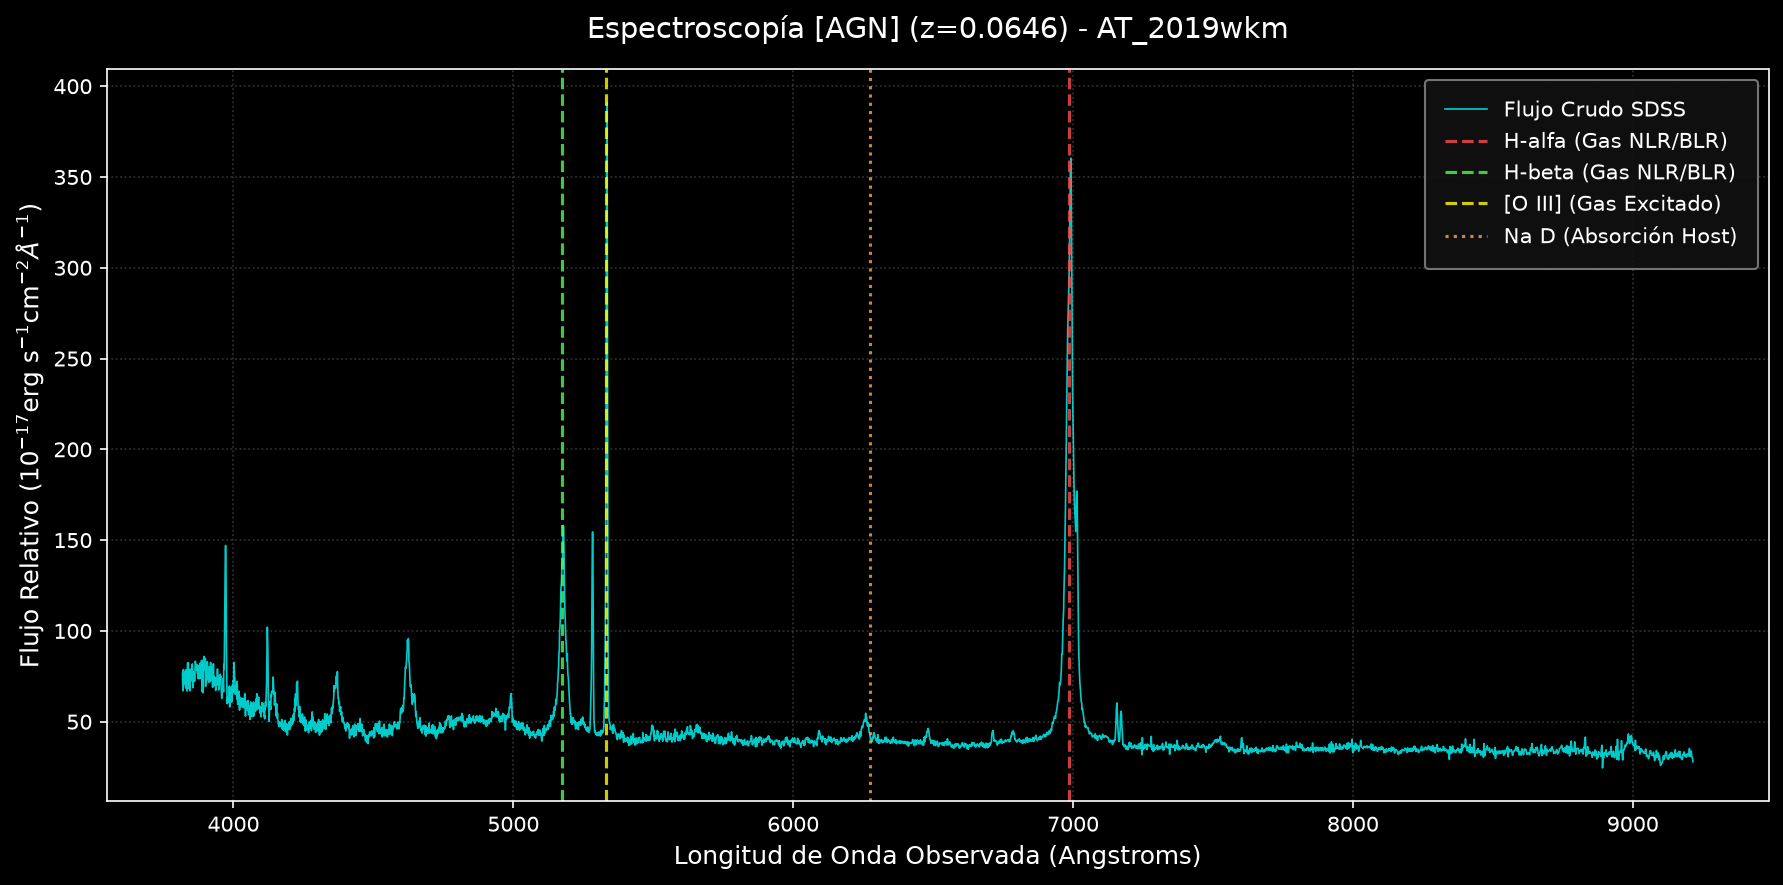 Espectroscopía [AGN] (z=0.0646) - AT_2019wkm
Flujo Relativo (10⁻¹⁷erg s⁻¹cm⁻²Å⁻¹)
400
350
300
250
200
150
100
50
Flujo Crudo SDSS
H-alfa (Gas NLR/BLR)
H-beta (Gas NLR/BLR)
[O III] (Gas Excitado)
Na D (Absorción Host)
4000 5000 6000 7000 8000 9000
Longitud de Onda Observada (Angstroms)